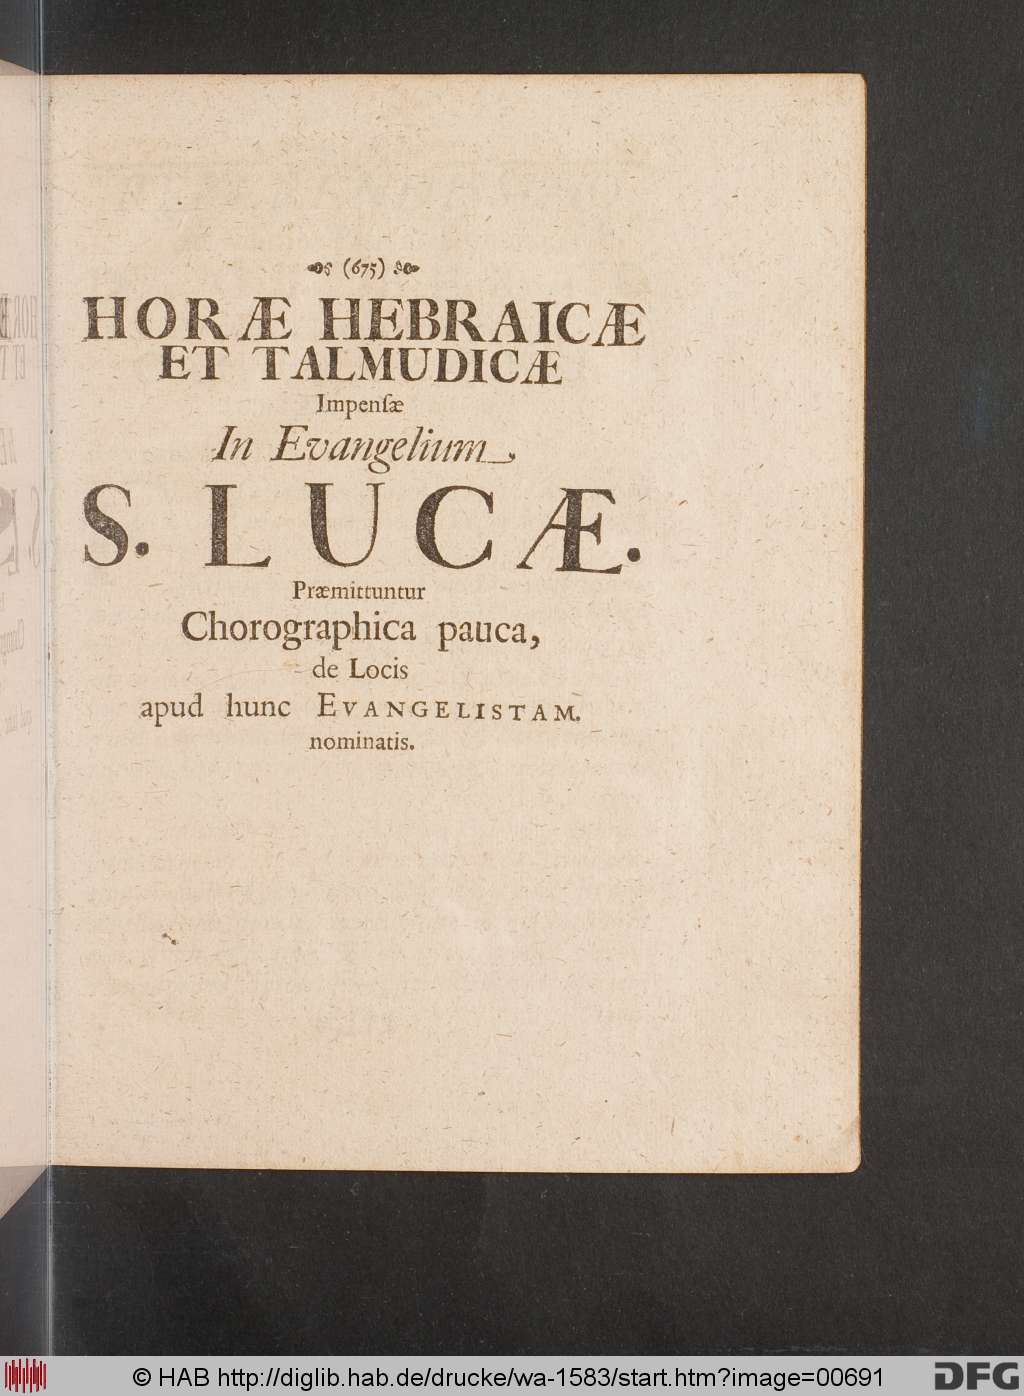 (675)
HORÆ HEBRAICÆ
ET TALMUDICÆ
Impenſæ
In Evangelium
S. LUCÆ.
Præmittuntur
Chorographica pauca,
de Locis
apud hunc EVANGELISTAM.
nominatis.
© HAB http://diglib.hab.de/drucke/wa-1583/start.htm?image=00691
DFG